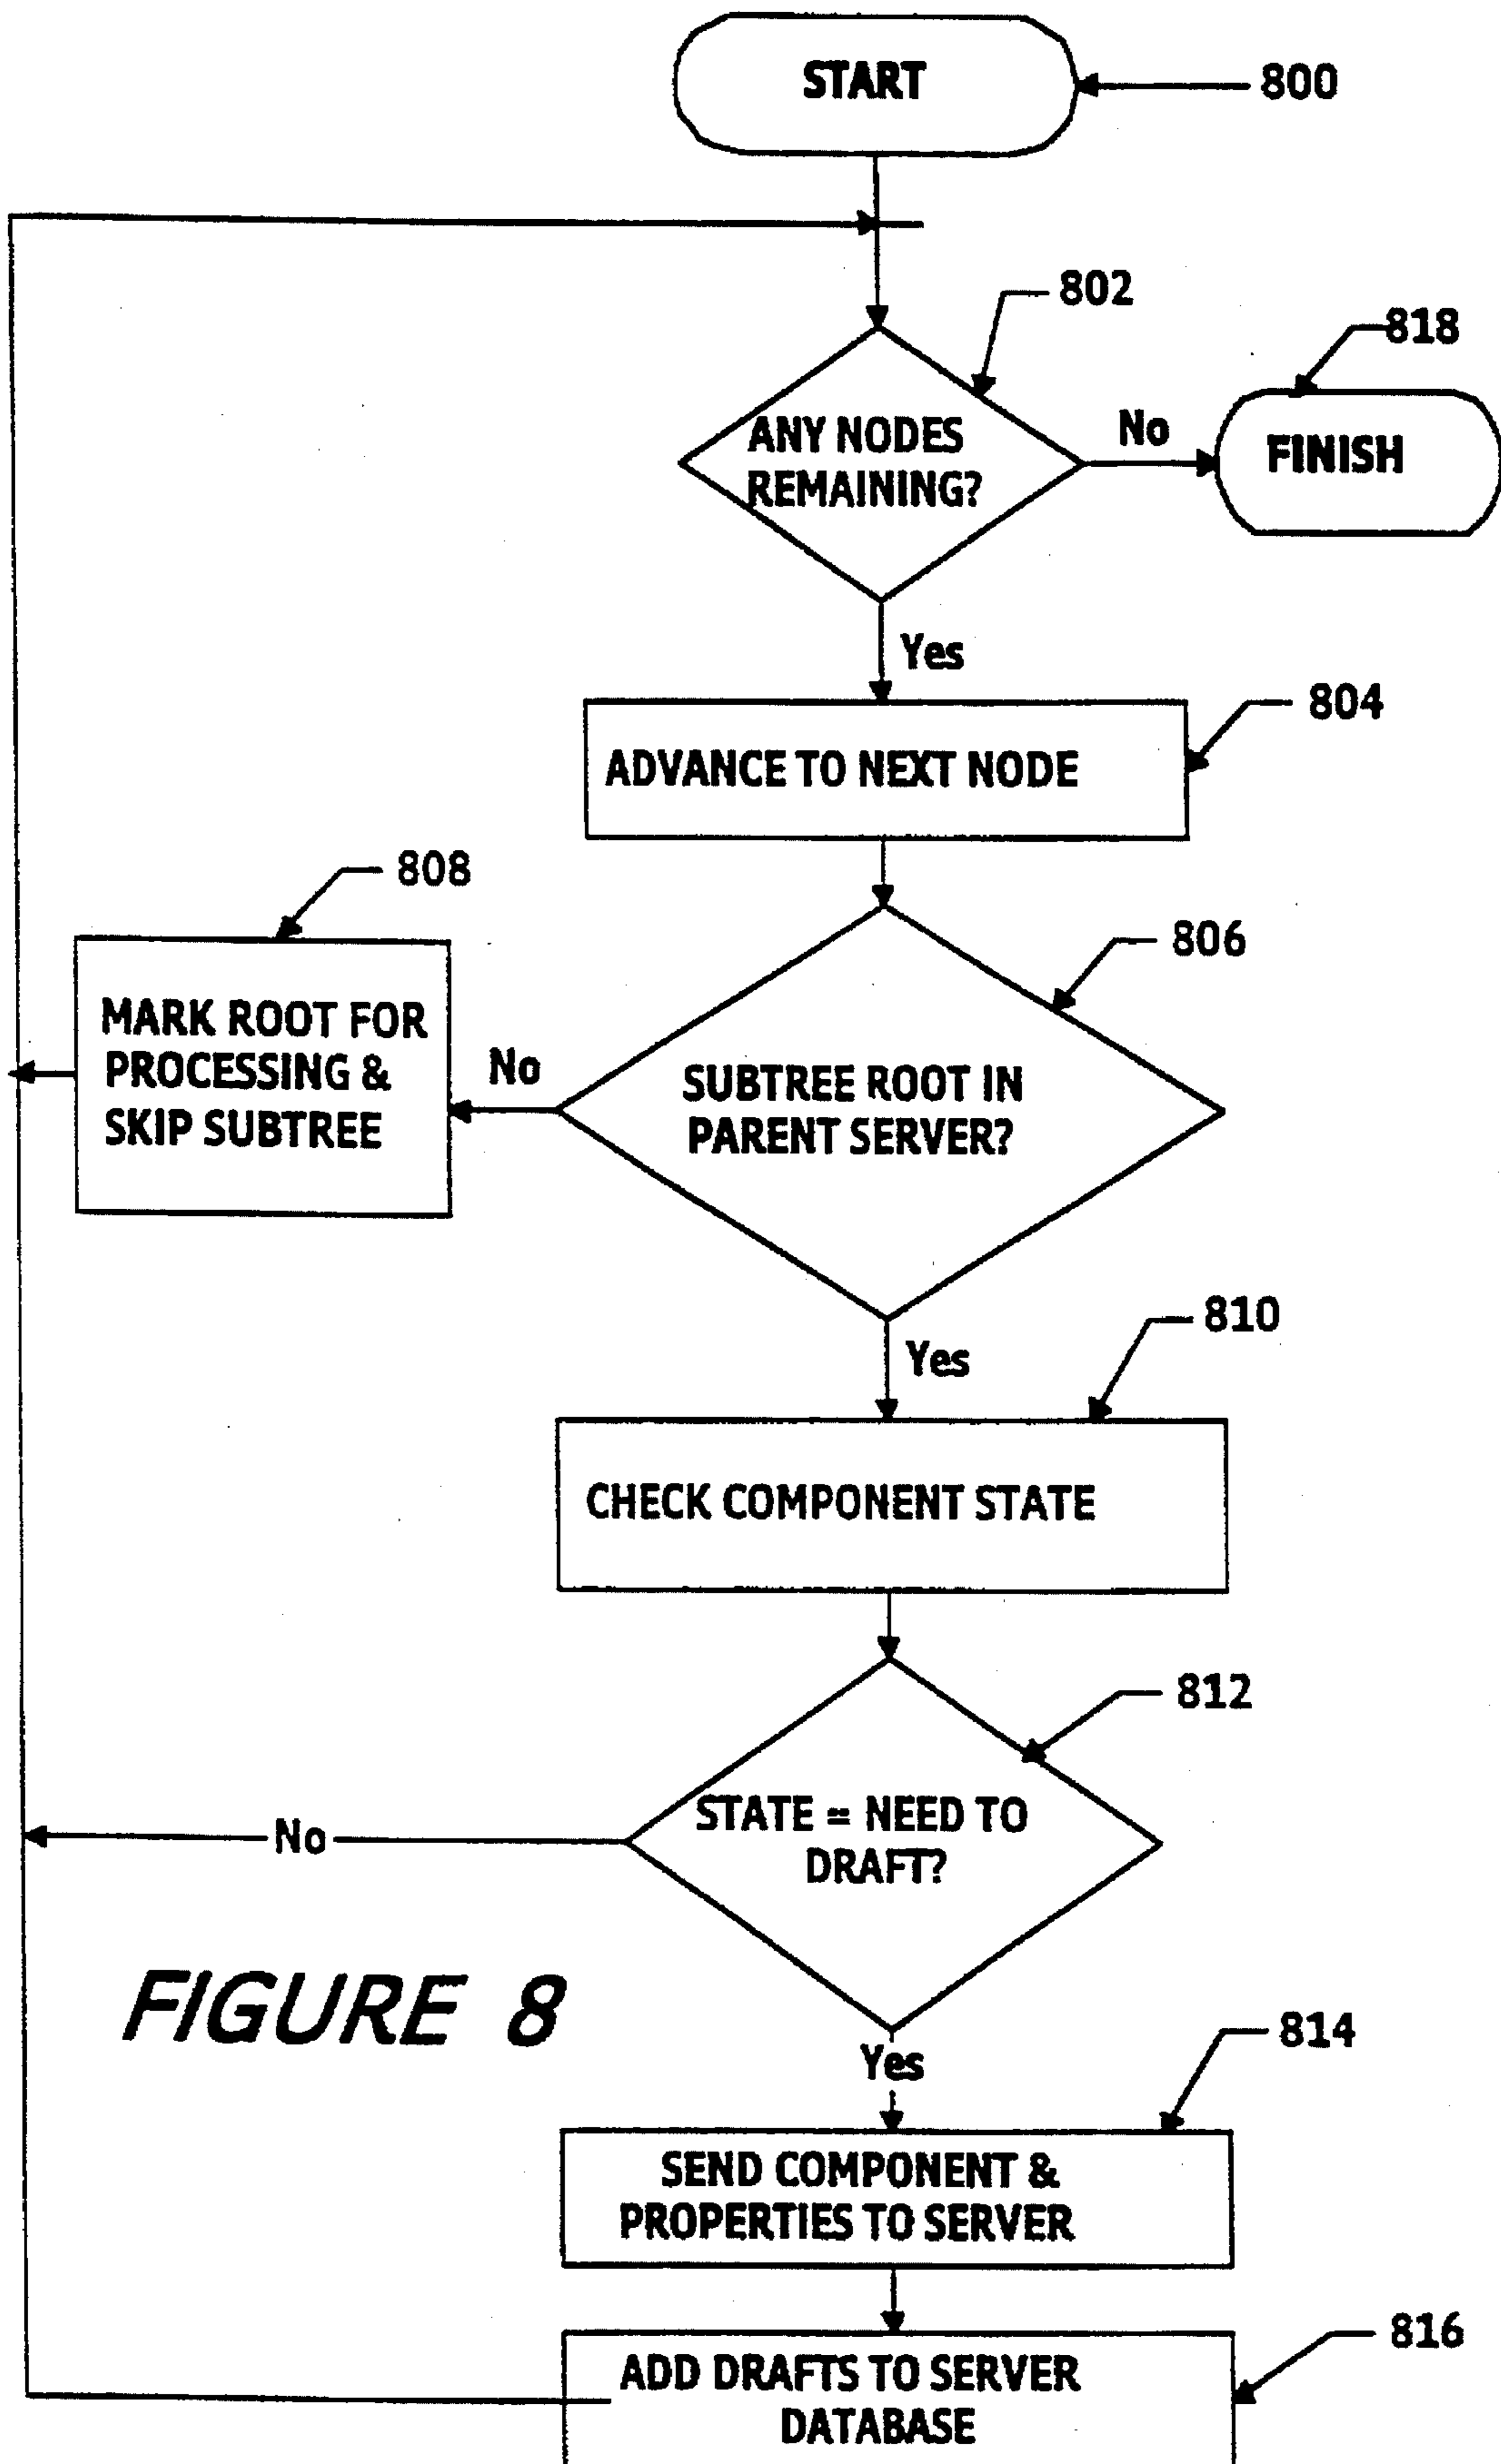 START
800
802
818
ANY NODES
REMAINING?
No
FINISH
Yes
804
ADVANCE TO NEXT NODE
808
806
MARK ROOT FOR
PROCESSING &
SKIP SUBTREE
No
SUBTREE ROOT IN
PARENT SERVER?
810
Yes
CHECK COMPONENT STATE
812
STATE = NEED TO
DRAFT?
No
FIGURE 8
814
Yes
SEND COMPONENT &
PROPERTIES TO SERVER
816
ADD DRAFTS TO SERVER
DATABASE